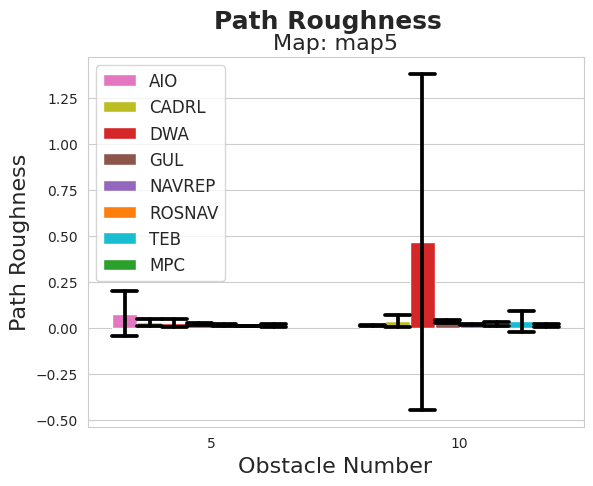 Path Roughness
Map: map5
AIO
CADRL
DWA
GUL
NAVREP
ROSNAV
TEB
MPC
Path Roughness
1.25
1.00
0.75
0.50
0.25
0.00
−0.25
−0.50
5
10
Obstacle Number